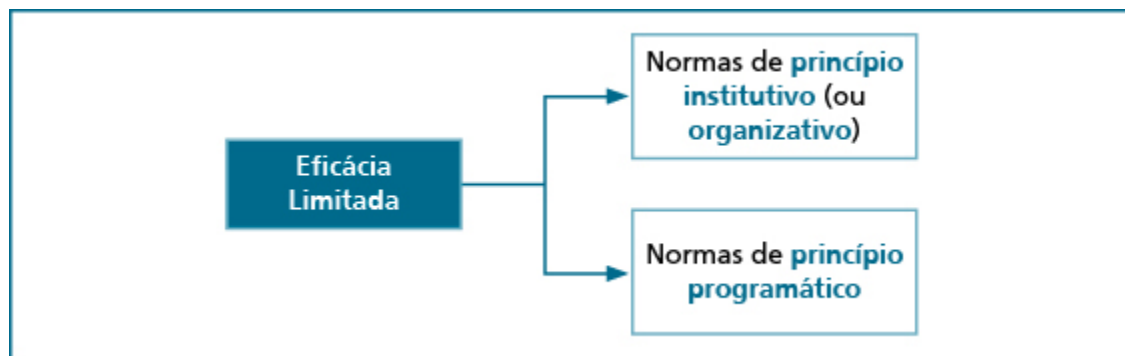 Normas de princípio
institutivo (ou
organizativo)
Eficácia
Limitada
Normas de princípio
programático